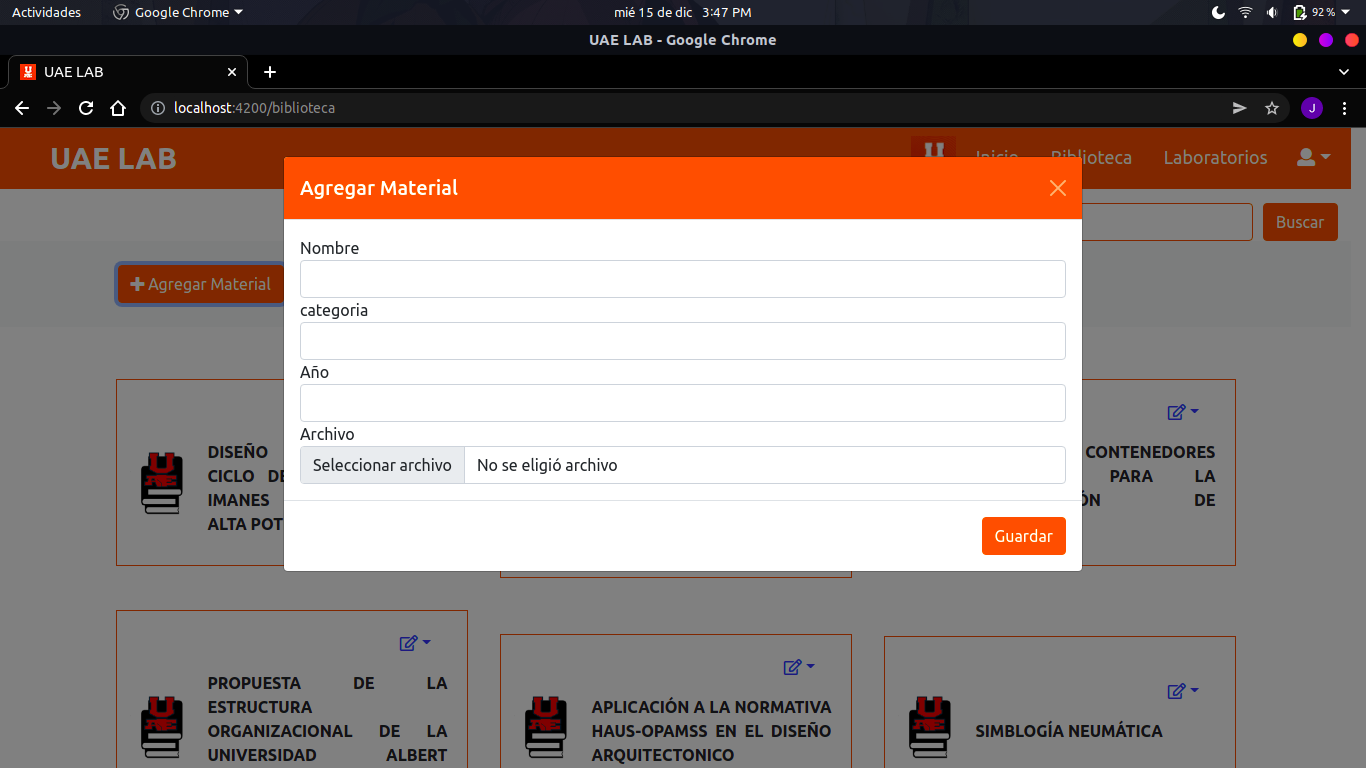 Actividades Google Chrome mié 15 de dic 3:47 PM 92 %
UAE LAB - Google Chrome
UAE LAB
localhost:4200/biblioteca J
UAE LAB Inicio Biblioteca Laboratorios
Agregar Material
Buscar
Nombre
Agregar Material
categoria
Año
Archivo
Seleccionar archivo No se eligió archivo
Guardar
DISEÑO
CICLO DE
IMANES
ALTA POT
CONTENEDORES
PARA LA
DE
PROPUESTA DE LA
ESTRUCTURA
ORGANIZACIONAL DE LA
UNIVERSIDAD ALBERT
APLICACIÓN A LA NORMATIVA
HAUS-OPAMSS EN EL DISEÑO
ARQUITECTONICO
SIMBLOGÍA NEUMÁTICA